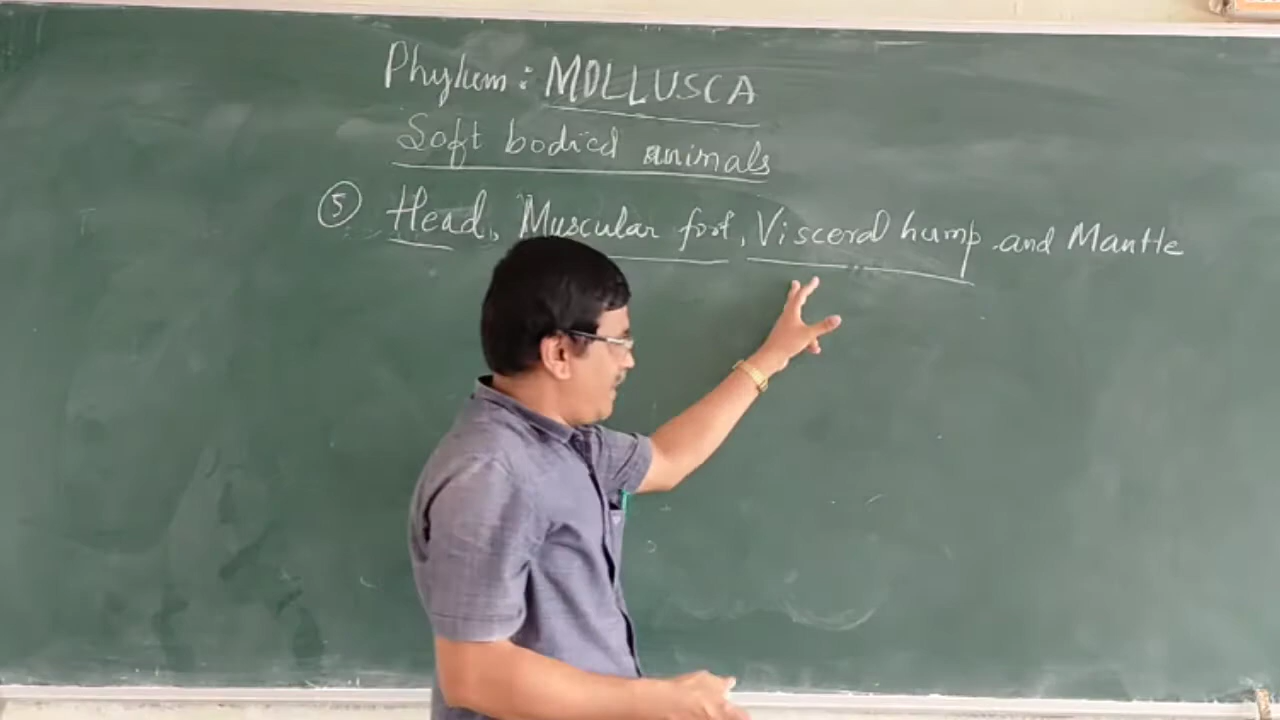 Phylum: MOLLUSCA
Soft bodied animals
⑤ Head, Muscular foot, Visceral hump and Mantle